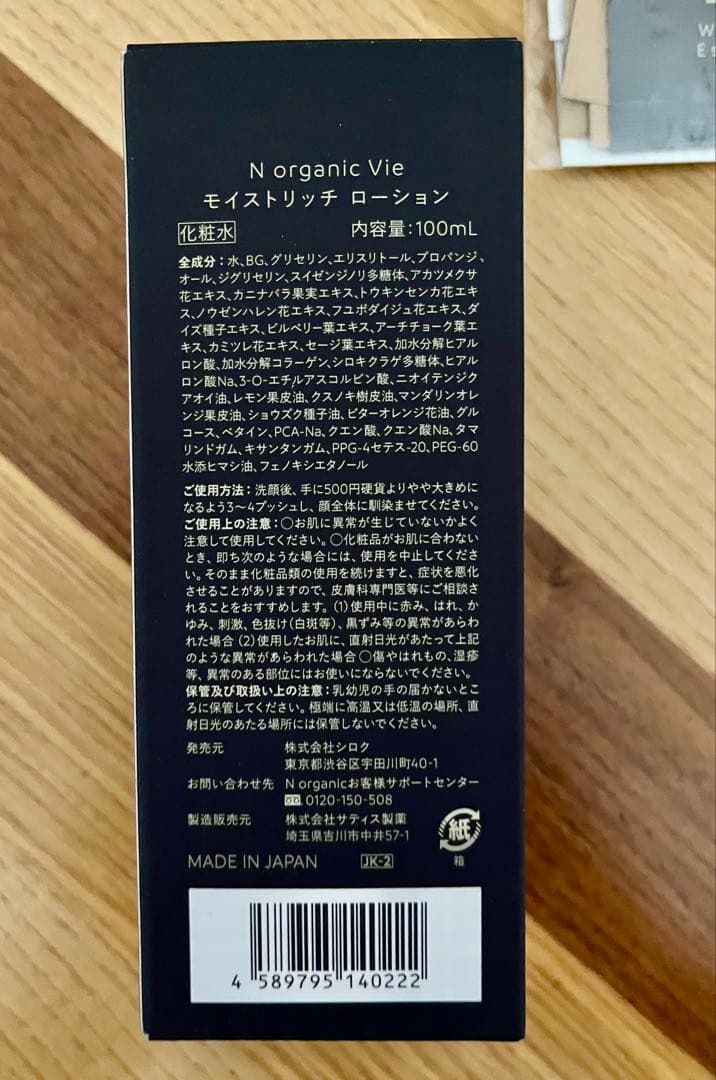 N organic Vie
モイストリッチ ローション
化粧水 内容量:100mL
全成分:水、BG、グリセリン、エリスリトール、プロパンジ
オール、ジグリセリン、スイゼンジノリ多糖体、アカツメクサ
花エキス、カニナバラ果実エキス、トウキンセンカ花エキ
ス、ノウゼンハレン花エキス、フユボダイジュ花エキス、ダ
イズ種子エキス、ビルベリー葉エキス、アーチチョーク葉エ
キス、カミツレ花エキス、セージ葉エキス、加水分解ヒアル
ロン酸、加水分解コラーゲン、シロキクラゲ多糖体、ヒアル
ロン酸Na、3-O-エチルアスコルビン酸、ニオイテンジク
アオイ油、レモン果皮油、クスノキ樹皮油、マンダリンオレ
ンジ果皮油、ショウズク種子油、ビターオレンジ花油、グル
コース、ベタイン、PCA-Na、クエン酸、クエン酸Na、タマ
リンドガム、キサンタンガム、PPG-4セテス-20、PEG-60
水添ヒマシ油、フェノキシエタノール
ご使用方法:洗顔後、手に500円硬貨よりやや大きめに
なるよう3〜4プッシュし、顔全体に馴染ませてください。
ご使用上の注意:○お肌に異常が生じていないかよく
注意して使用してください。○化粧品がお肌に合わない
とき、即ち次のような場合には、使用を中止してくださ
い。そのまま化粧品類の使用を続けますと、症状を悪化
させることがありますので、皮膚科専門医等にご相談さ
れることをおすすめします。(1)使用中に赤み、はれ、か
ゆみ、刺激、色抜け(白斑等)、黒ずみ等の異常があらわ
れた場合 (2)使用したお肌に、直射日光があたって上記
のような異常があらわれた場合 ○傷やはれもの、湿疹
等、異常のある部位にはお使いにならないでください。
保管及び取扱い上の注意:乳幼児の手の届かないとこ
ろに保管してください。極端に高温又は低温の場所、直
射日光のあたる場所には保管しないでください。
発売元 株式会社シロク
東京都渋谷区宇田川町40-1
お問い合わせ先 N organicお客様サポートセンター
0120-150-508
製造販売元 株式会社サティス製薬
埼玉県吉川市中井57-1
紙
箱
MADE IN JAPAN JK-2
4 589795 140222